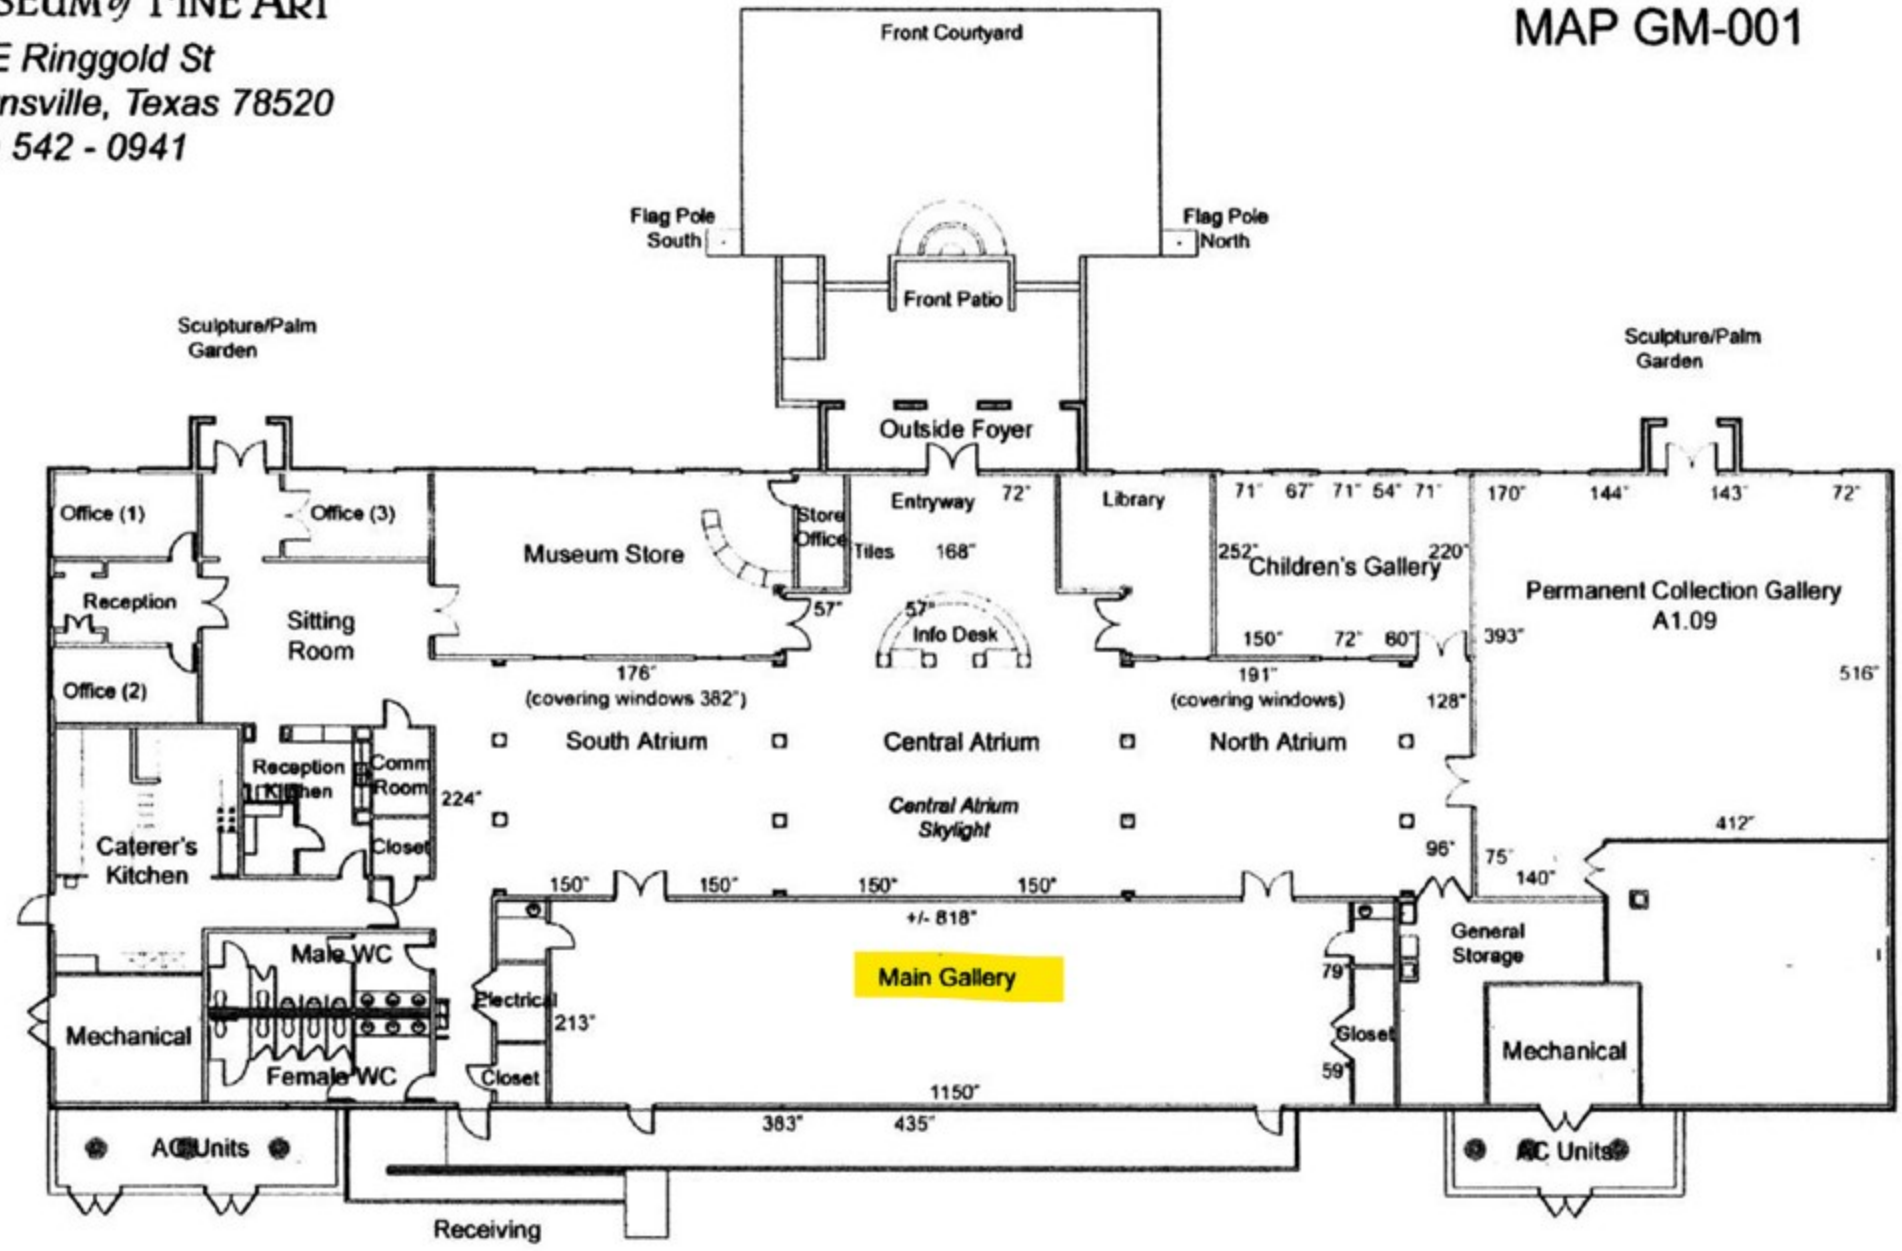 of FINE ART
E Ringgold St
nsville, Texas 78520
542 - 0941
MAP GM-001
Front Courtyard
Flag Pole
South
Flag Pole
North
Front Patio
Sculpture/Palm
Garden
Sculpture/Palm
Garden
Outside Foyer
Office (1)
Office (3)
Museum Store
Store
Office
Tiles
Entryway
72"
168"
Library
71" 67" 71" 54" 71"
252"
220"
Children's Gallery
150" 72" 60"
170" 144" 143" 72"
Permanent Collection Gallery
A1.09
393"
516"
Reception
Sitting
Room
57"
57"
Info Desk
Office (2)
176"
(covering windows 382")
191"
(covering windows)
128"
South Atrium
Central Atrium
North Atrium
Reception
Kitchen
Comm
Room
224"
Central Atrium
Skylight
412"
Caterer's
Kitchen
Closet
96"
75"
140"
150" 150" 150" 150"
+/- 818"
General
Storage
Male WC
Main Gallery
79"
Electrical
213"
Mechanical
Closet
Mechanical
Female WC
Closet
59"
1150"
383" 435"
AC Units
AC Units
Receiving